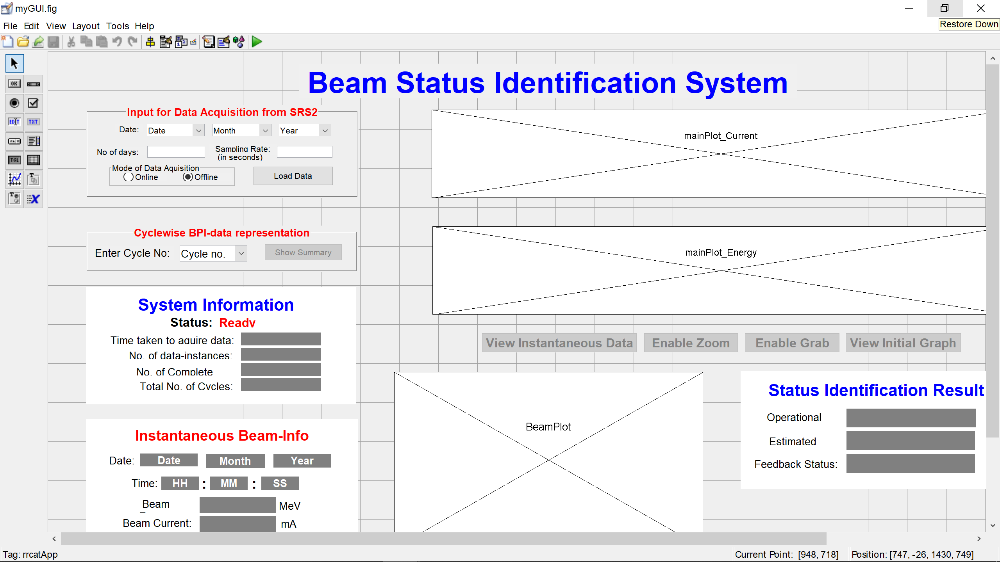 myGUI.fig
File Edit View Layout Tools Help
Restore Down
OK
EDIT TXT
TGL
Beam Status Identification System
Input for Data Acquisition from SRS2
Date: Date Month Year
No of days: Sampling Rate:
(in seconds)
Mode of Data Aquisition
Online Offline
Load Data
mainPlot_Current
Cyclewise BPI-data representation
Enter Cycle No: Cycle no. Show Summary
mainPlot_Energy
System Information
Status: Ready
Time taken to aquire data:
No. of data-instances:
No. of Complete
Total No. of Cycles:
View Instantaneous Data Enable Zoom Enable Grab View Initial Graph
BeamPlot
Status Identification Result
Operational
Estimated
Feedback Status:
Instantaneous Beam-Info
Date: Date Month Year
Time: HH : MM : SS
Beam MeV
Beam Current: mA
Tag: rrcatApp
Current Point: [948, 718] Position: [747, -26, 1430, 749]